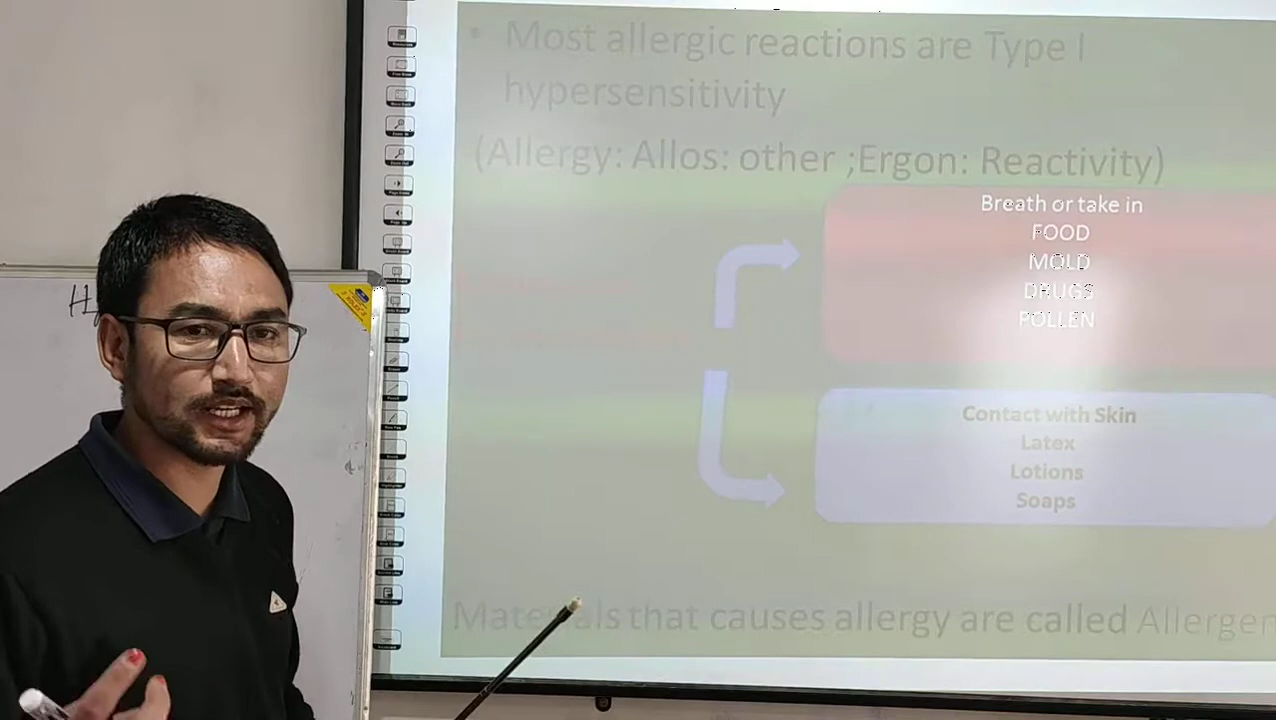 • Most allergic reactions are Type I
hypersensitivity
(Allergy: Allos: other ;Ergon: Reactivity)
Breath or take in
FOOD
MOLD
DRUGS
POLLEN
Contact with Skin
Latex
Lotions
Soaps
Materials that causes allergy are called Allergen
H